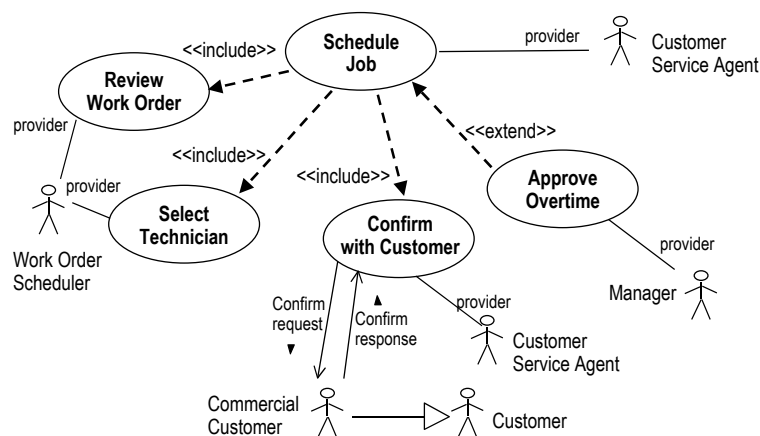 Schedule
Job
<<include>>
provider
Customer
Service Agent
Review
Work Order
provider
<<include>>
<<extend>>
provider
<<include>>
Approve
Overtime
Select
Technician
Confirm
with Customer
Work Order
Scheduler
provider
Manager
Confirm
request
Confirm
response
provider
Customer
Service Agent
Commercial
Customer
Customer